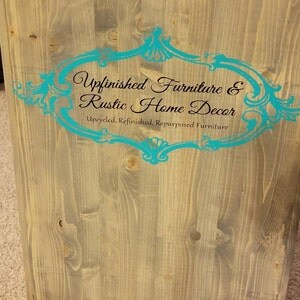 Upfinished Furniture &
Rustic Home Decor
Upcycled, Refinished, Repurposed Furniture